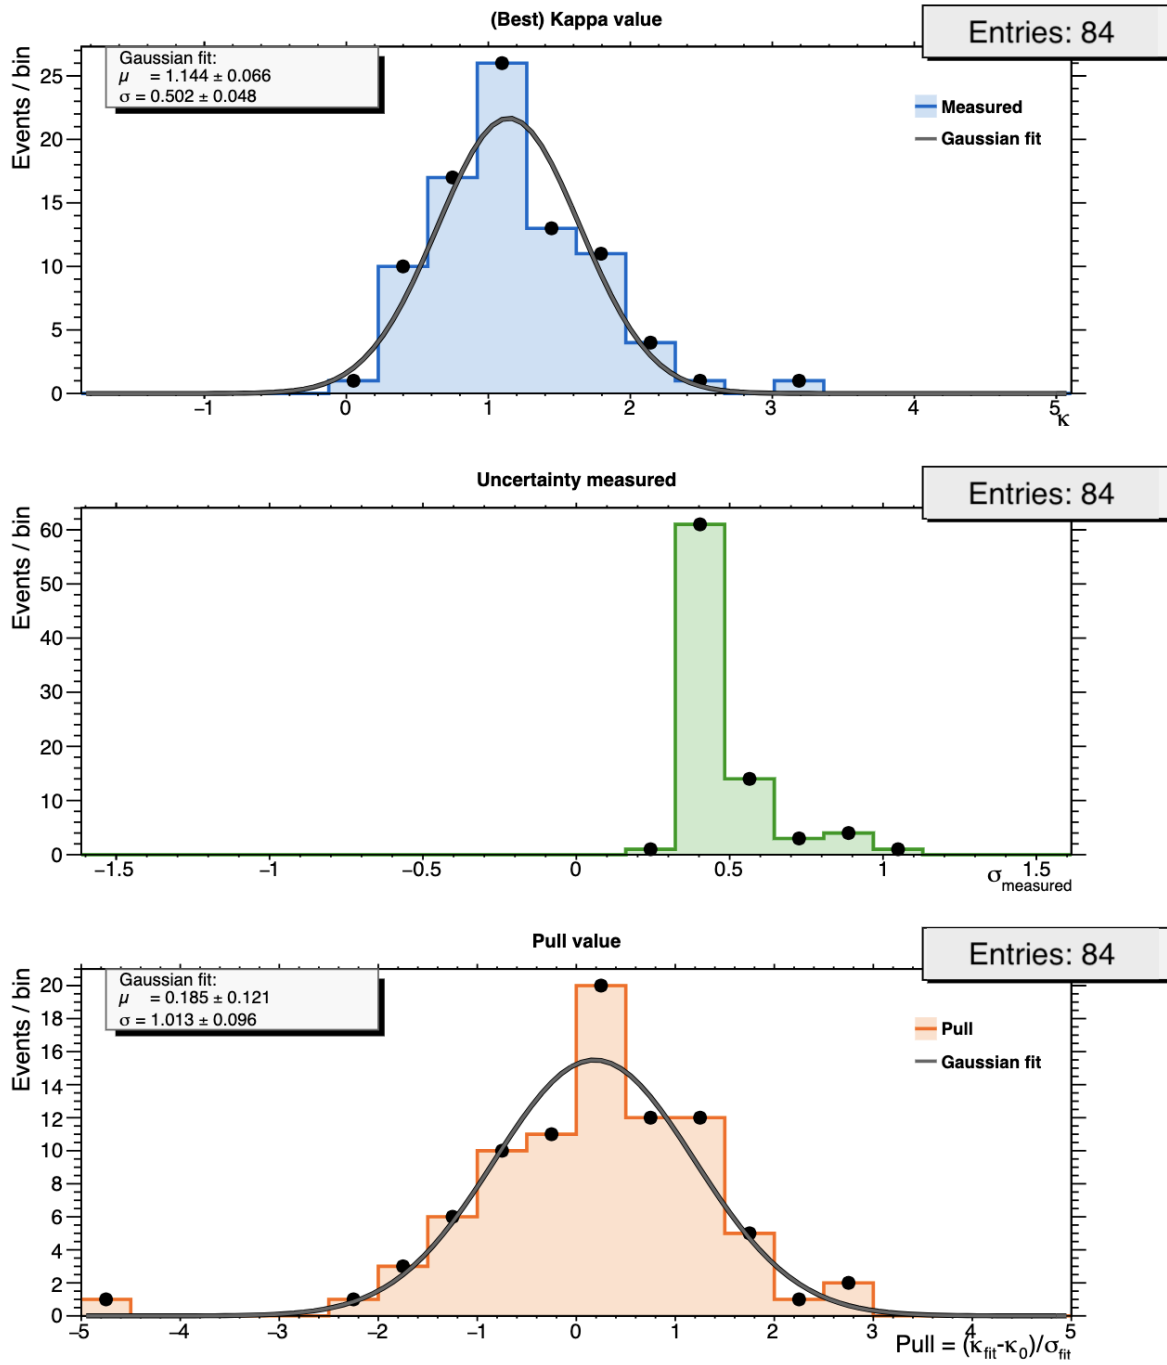 (Best) Kappa value
Entries: 84
Gaussian fit:
μ = 1.144 ± 0.066
σ = 0.502 ± 0.048
Measured
Gaussian fit
Events / bin
25
20
15
10
5
0
−1 0 1 2 3 4 5
κ
Uncertainty measured
Entries: 84
Events / bin
60
50
40
30
20
10
0
−1.5 −1 −0.5 0 0.5 1 1.5
σmeasured
Pull value
Entries: 84
Gaussian fit:
μ = 0.185 ± 0.121
σ = 1.013 ± 0.096
Pull
Gaussian fit
Events / bin
20
18
16
14
12
10
8
6
4
2
0
−5 −4 −3 −2 −1 0 1 2 3 4 5
Pull = (κfit-κ0)/σfit